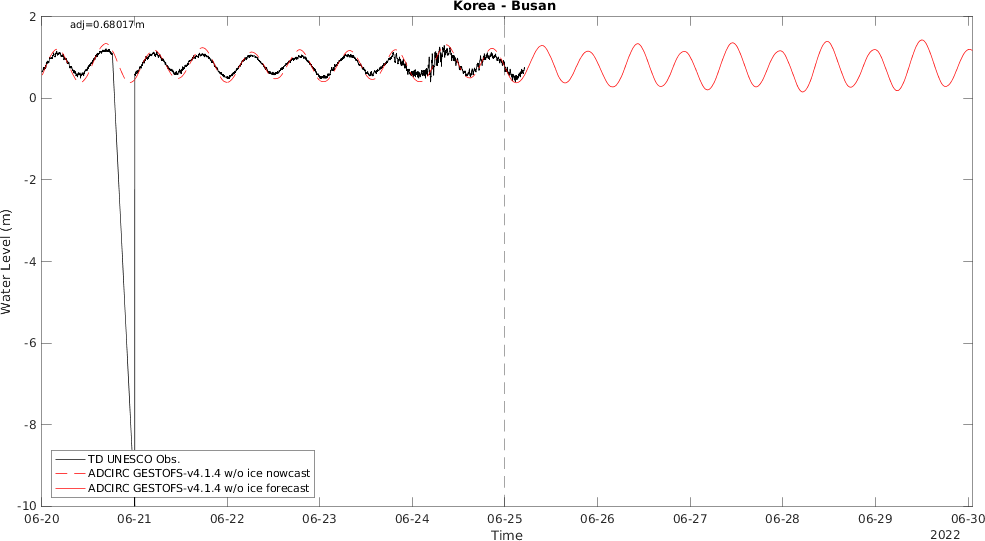 Korea - Busan
adj=0.68017m
2
0
-2
-4
-6
-8
-10
Water Level (m)
TD UNESCO Obs.
ADCIRC GESTOFS-v4.1.4 w/o ice nowcast
ADCIRC GESTOFS-v4.1.4 w/o ice forecast
06-20 06-21 06-22 06-23 06-24 06-25 06-26 06-27 06-28 06-29 06-30
Time
2022